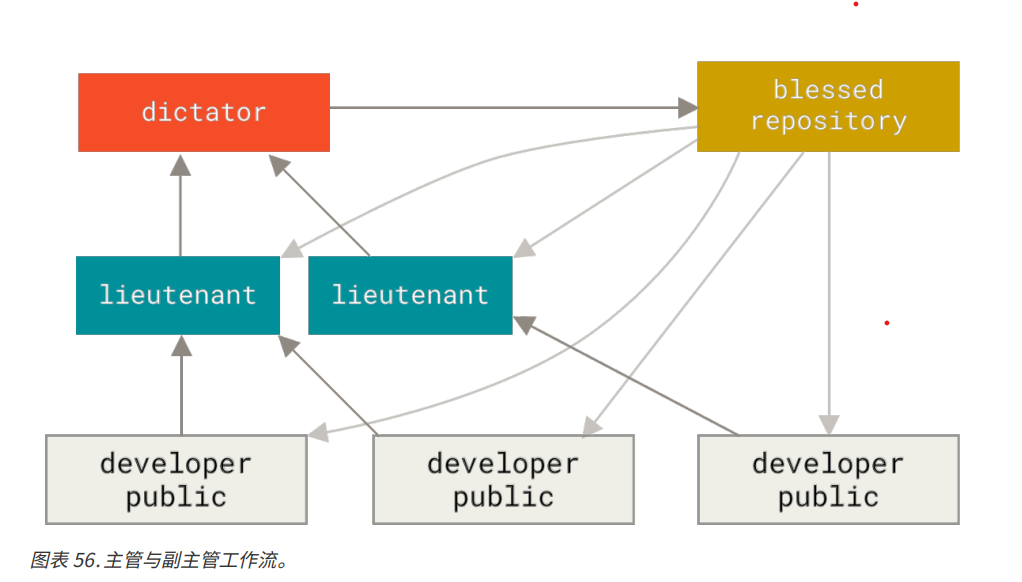 dictator
blessed
repository
lieutenant
lieutenant
developer
public
developer
public
developer
public
图表 56. 主管与副主管工作流。